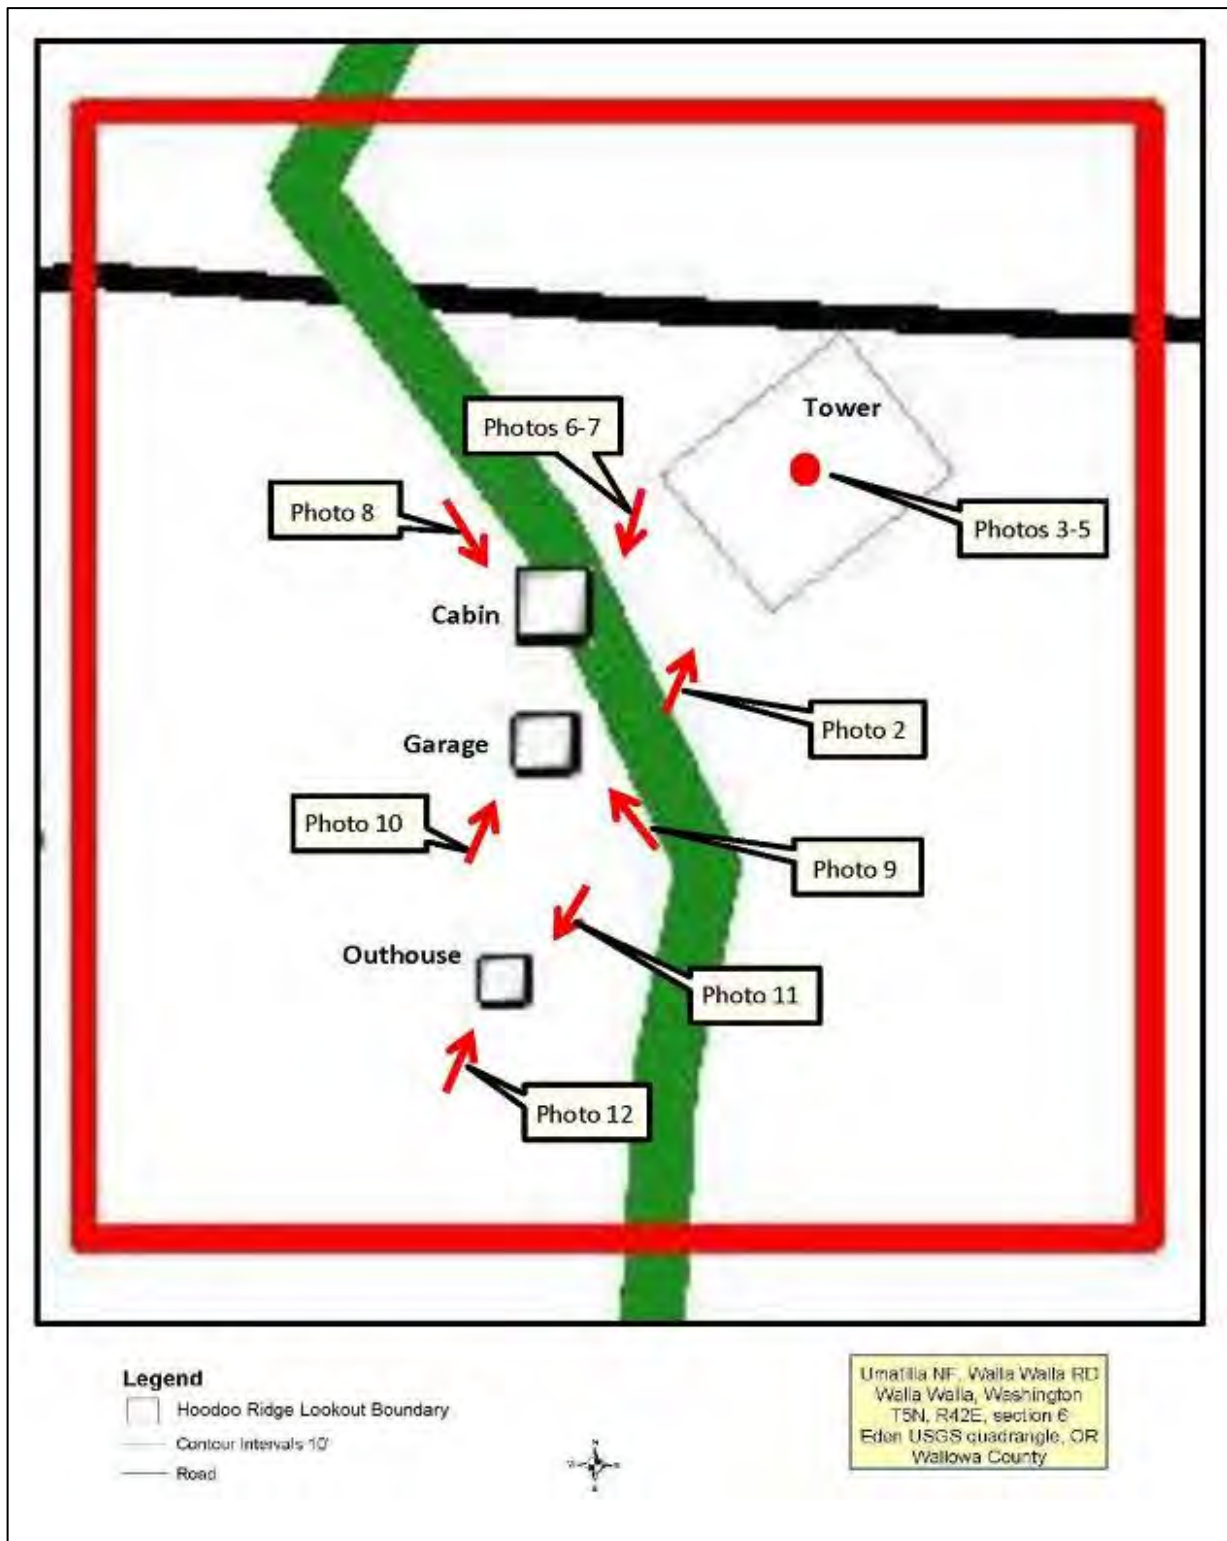 Tower
Photos 6-7
Photo 8
Photos 3-5
Cabin
Photo 2
Garage
Photo 10
Photo 9
Outhouse
Photo 11
Photo 12
Legend
Hoodoo Ridge Lookout Boundary
Contour Intervals 10'
Road
N
Umatilla NF, Walla Walla RD
Walla Walla, Washington
T5N, R42E, section 6
Eden USGS quadrangle, OR
Wallowa County